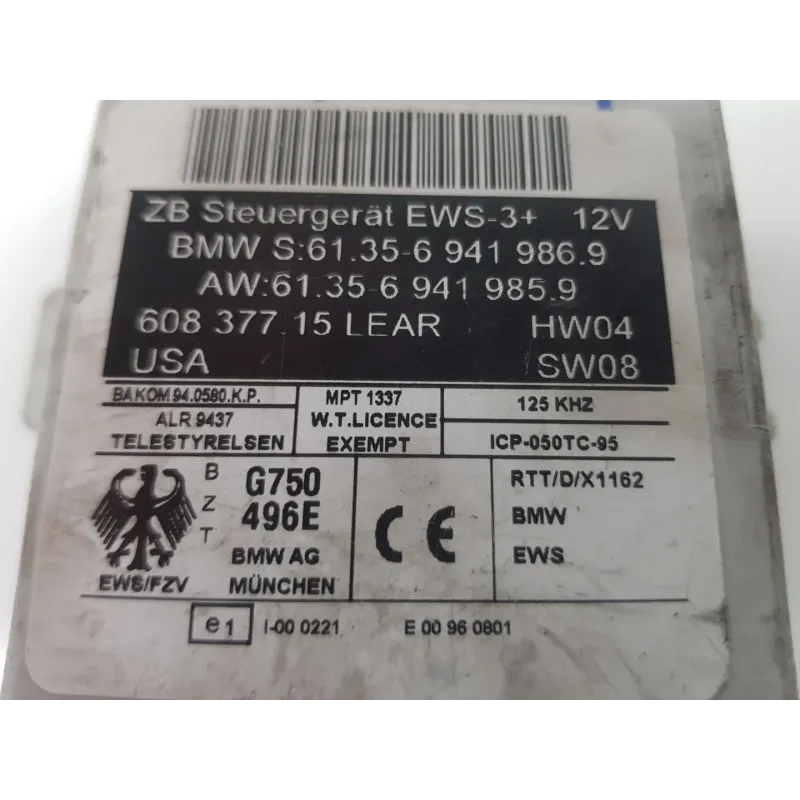 ZB Steuergerät EWS-3+ 12V
BMW S:61.35-6 941 986.9
AW:61.35-6 941 985.9
608 377 15 LEAR HW04
USA SW08
BAKOM 94.0580.K.P.
ALR 9437
TELESTYRELSEN
MPT 1337
W.T.LICENCE
EXEMPT
125 KHZ
ICP-050TC-95
BZT
G750
496E
BMW AG
EWS/FZV MÜNCHEN
CE
RTT/D/X1162
BMW
EWS
e1 I-00 0221 E 00 96 0801